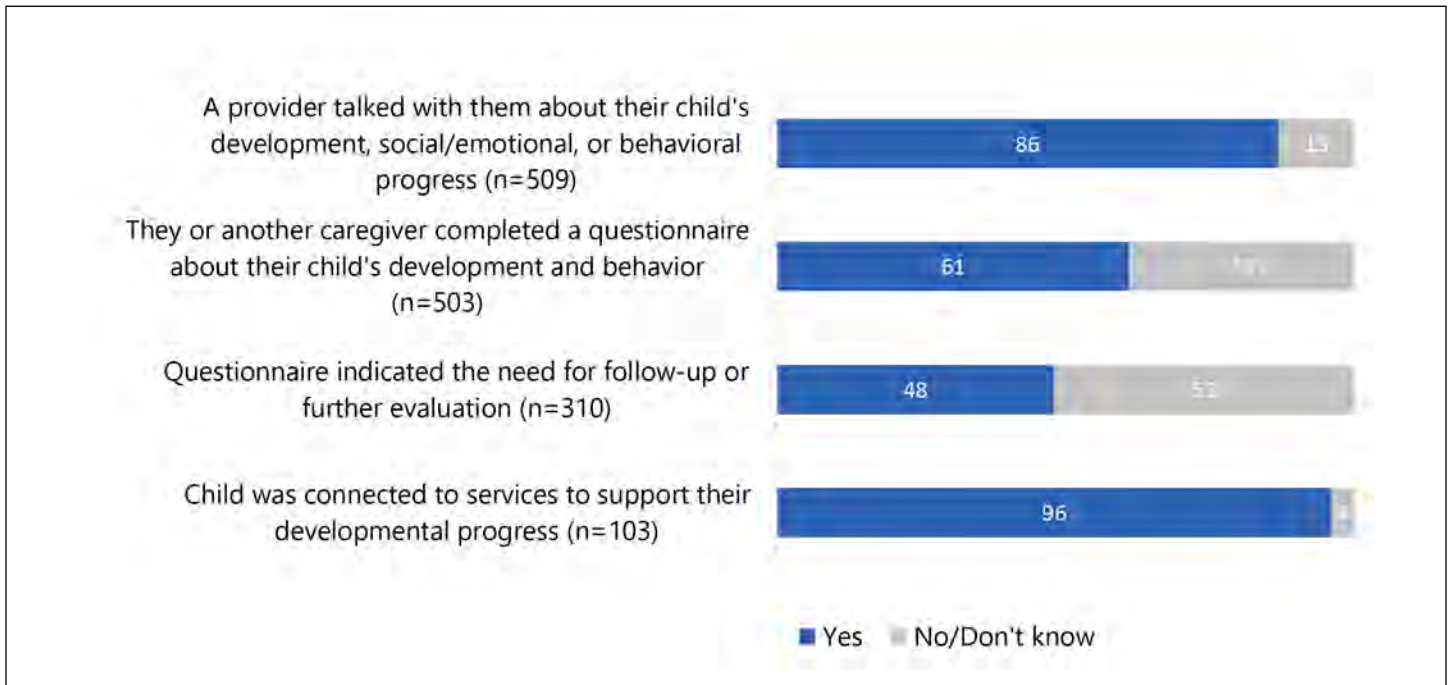 A provider talked with them about their child's
development, social/emotional, or behavioral
progress (n=509)
86
They or another caregiver completed a questionnaire
about their child's development and behavior
(n=503)
61
Questionnaire indicated the need for follow-up or
further evaluation (n=310)
48
Child was connected to services to support their
developmental progress (n=103)
96
Yes No/Don't know